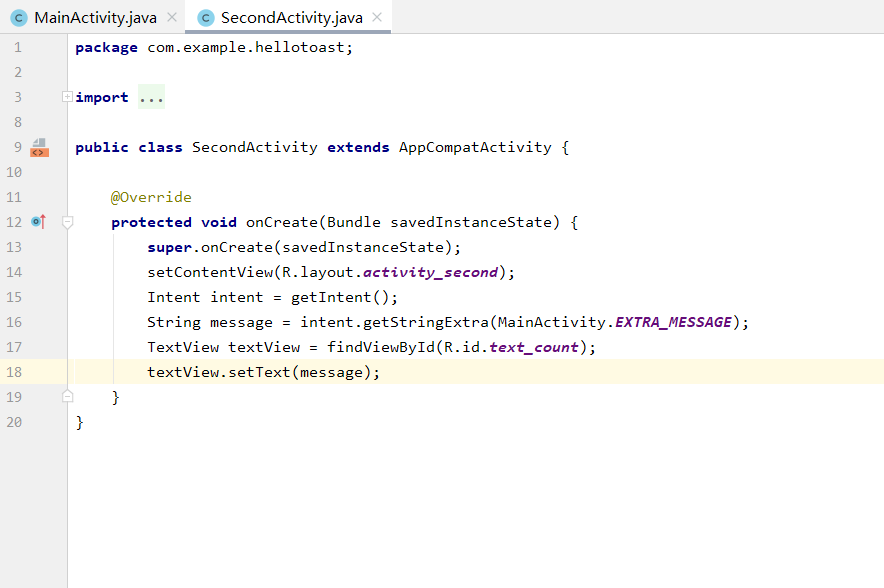 MainActivity.java SecondActivity.java
1 package com.example.hellotoast;
2
3 import ...
8
9 public class SecondActivity extends AppCompatActivity {
10
11 @Override
12 protected void onCreate(Bundle savedInstanceState) {
13 super.onCreate(savedInstanceState);
14 setContentView(R.layout.activity_second);
15 Intent intent = getIntent();
16 String message = intent.getStringExtra(MainActivity.EXTRA_MESSAGE);
17 TextView textView = findViewById(R.id.text_count);
18 textView.setText(message);
19 }
20 }